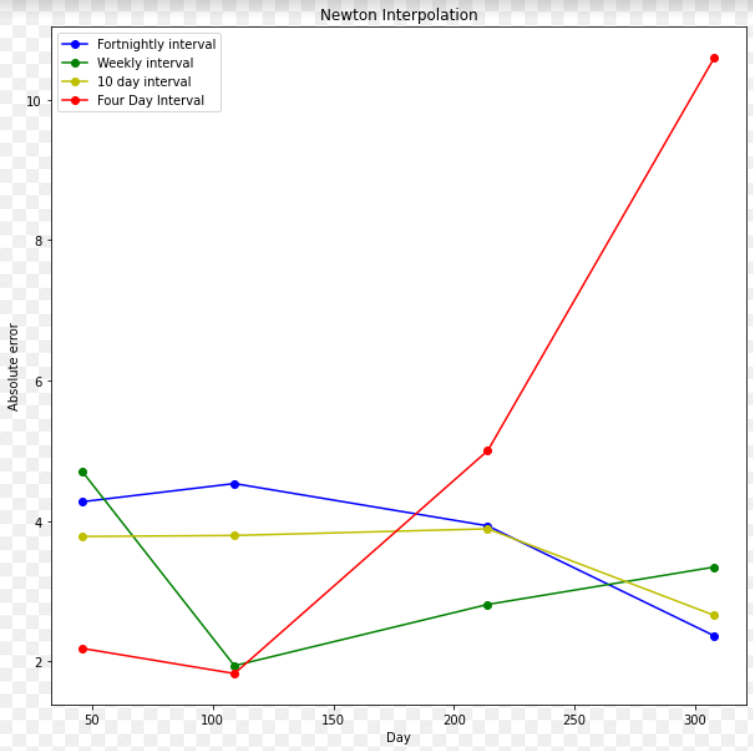 Newton Interpolation
Fortnightly interval
Weekly interval
10 day interval
Four Day Interval
10
8
6
4
2
Absolute error
50 100 150 200 250 300
Day